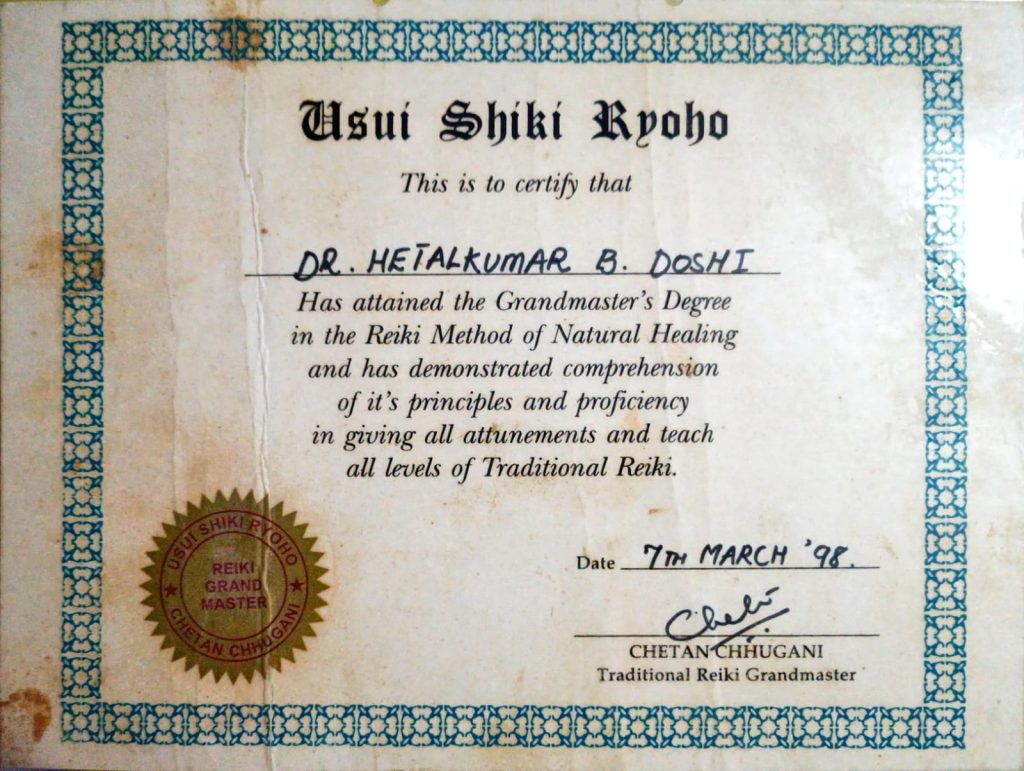 Usui Shiki Ryoho
This is to certify that
DR. HETALKUMAR B. DOSHI
Has attained the Grandmaster's Degree
in the Reiki Method of Natural Healing
and has demonstrated comprehension
of it's principles and proficiency
in giving all attunements and teach
all levels of Traditional Reiki.
USUI SHIKI RYOHO
REIKI
GRAND
MASTER
CHETAN CHHUGANI
Date 7TH MARCH '98.
CHETAN CHHUGANI
Traditional Reiki Grandmaster